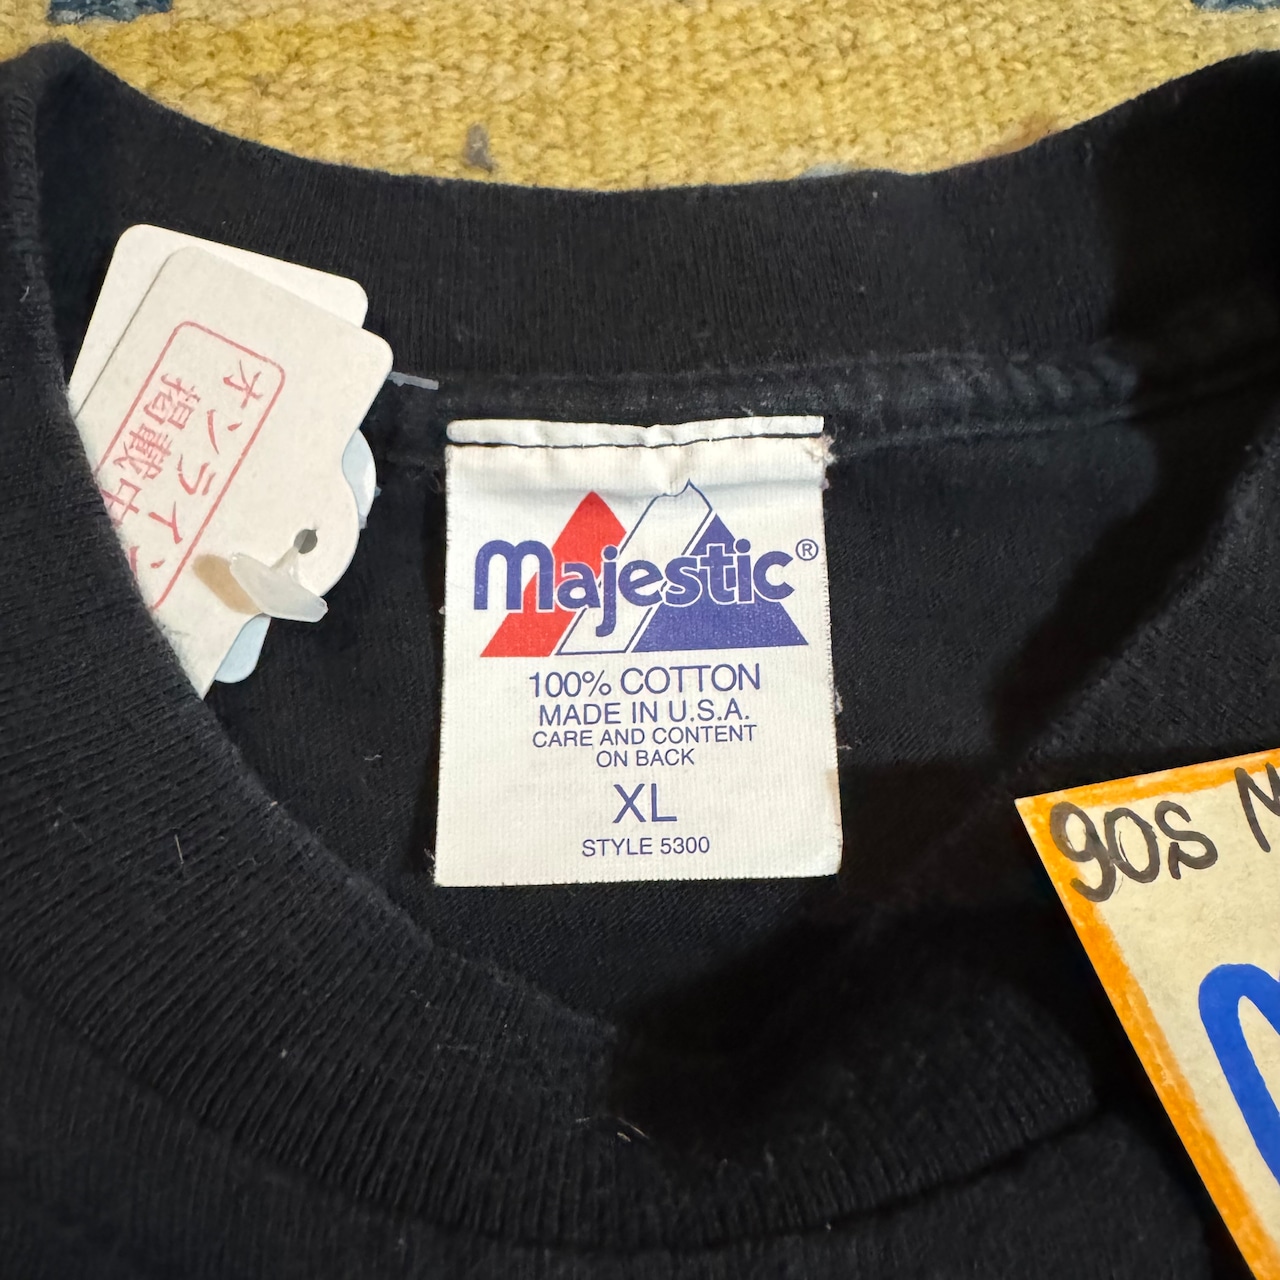 オンライン
掲載中
Majestic®
100% COTTON
MADE IN U.S.A.
CARE AND CONTENT
ON BACK
XL
STYLE 5300
90s